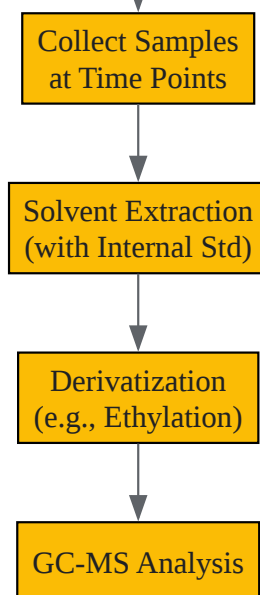 Collect Samples
at Time Points
Solvent Extraction
(with Internal Std)
Derivatization
(e.g., Ethylation)
GC-MS Analysis